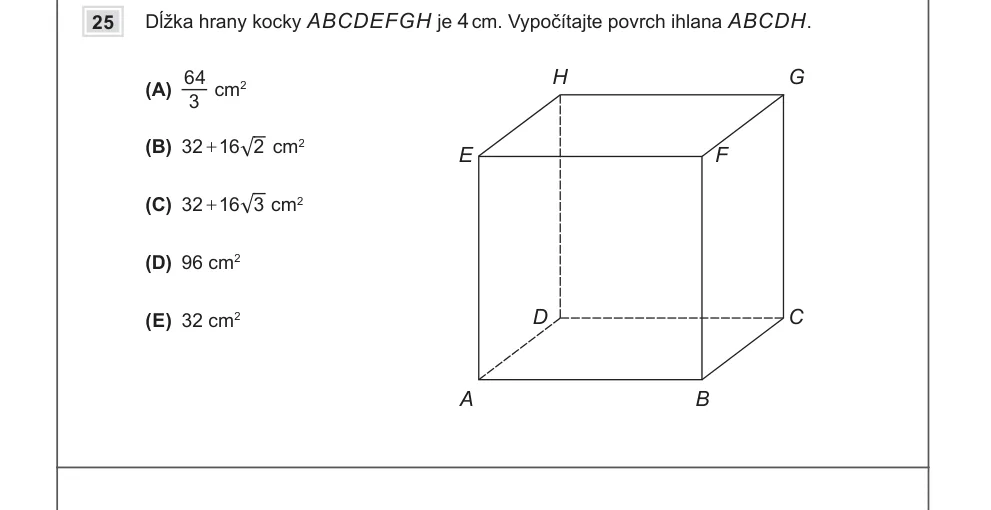 25 Dĺžka hrany kocky ABCDEFGH je 4 cm. Vypočítajte povrch ihlana ABCDH.
(A) 64/3 cm²
(B) 32+16√2 cm²
(C) 32+16√3 cm²
(D) 96 cm²
(E) 32 cm²
H G
E F
D C
A B